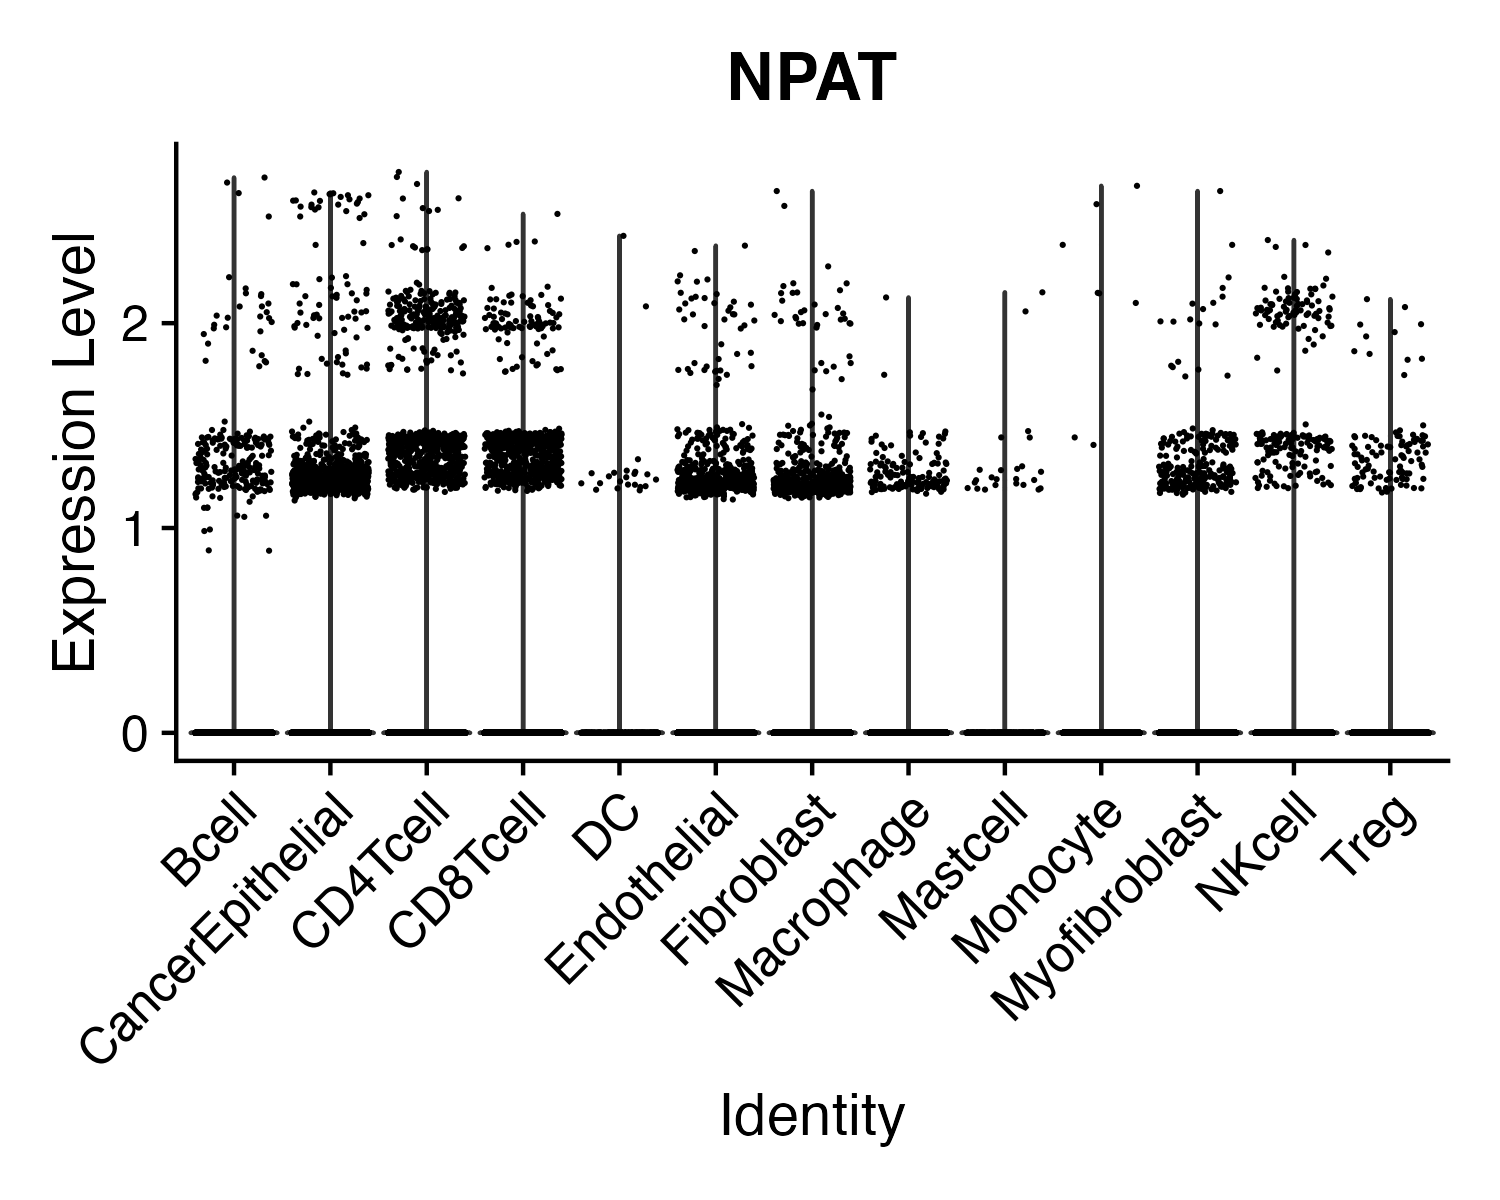 NPAT
Expression Level
2
1
0
Bcell
CancerEpithelial
CD4Tcell
CD8Tcell
DC
Endothelial
Fibroblast
Macrophage
Mastcell
Monocyte
Myofibroblast
NKcell
Treg
Identity